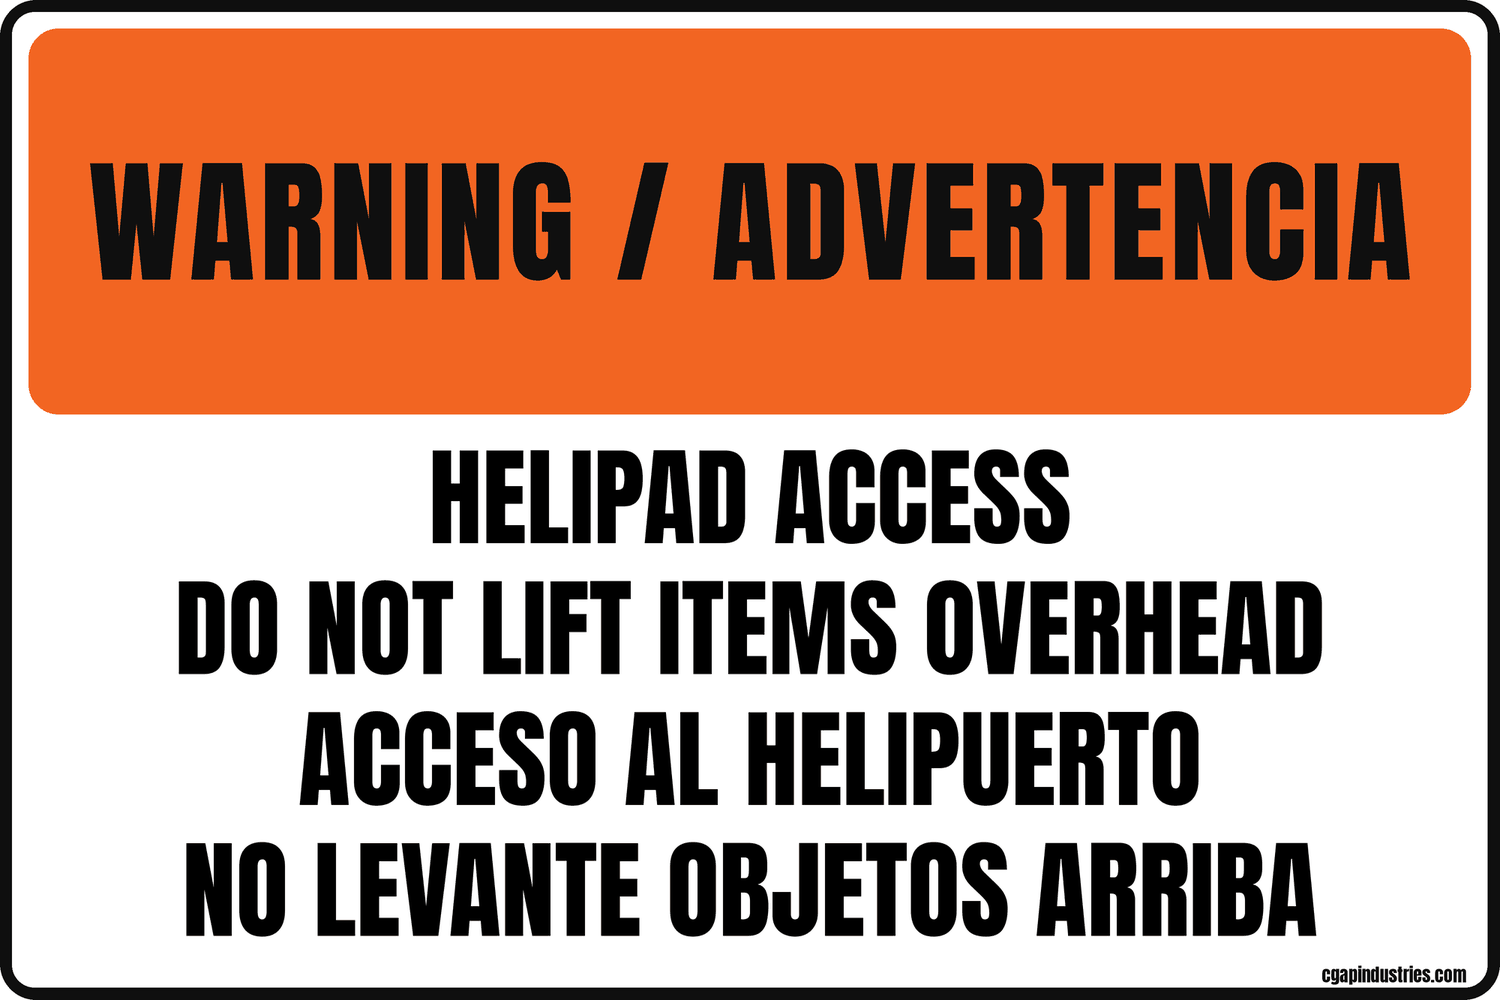 WARNING / ADVERTENCIA
HELIPAD ACCESS
DO NOT LIFT ITEMS OVERHEAD
ACCESO AL HELIPUERTO
NO LEVANTE OBJETOS ARRIBA
cgapindustries.com